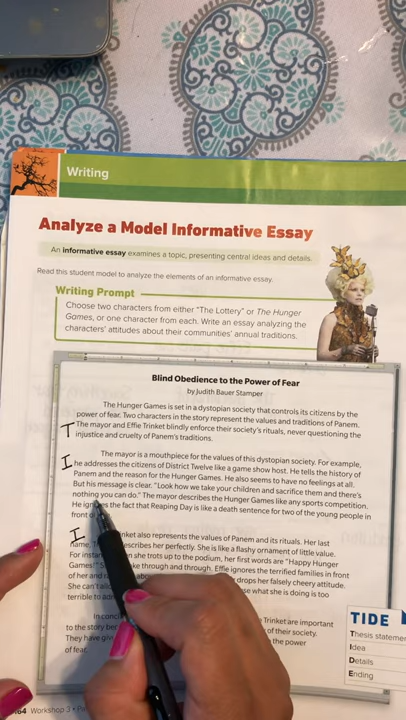 Writing
Analyze a Model Informative Essay
An informative essay examines a topic, presenting central ideas and details.
Read this student model to analyze the elements of an informative essay.
Writing Prompt
Choose two characters from either "The Lottery" or The Hunger
Games, or one character from each. Write an essay analyzing the
characters' attitudes about their communities' annual traditions.
Blind Obedience to the Power of Fear
by Judith Bauer Stamper
The Hunger Games is set in a dystopian society that controls its citizens by the
power of fear. Two characters in the story represent the values and traditions of Panem.
T The mayor and Effie Trinket blindly enforce their society's rituals, never questioning the
injustice and cruelty of Panem's traditions.
I The mayor is a mouthpiece for the values of this dystopian society. For example,
he addresses the citizens of District Twelve like a game show host. He tells the history of
Panem and the reason for the Hunger Games. He also seems to have no feelings at all.
But his message is clear. "Look how we take your children and sacrifice them and there's
nothing you can do." The mayor describes the Hunger Games like any sports competition.
He ignores the fact that Reaping Day is like a death sentence for two of the young people in
front
I also represents the values of Panem and its rituals. Her last
name, describes her perfectly. She is like a flashy ornament of little value.
For she trots up to the podium, her first words are "Happy Hunger
Games!" through and through, Effie ignores the terrified families in front
of her and drops her falsely cheery attitude.
She can't what she is doing is too
terrible to
In Trinket are important
to the story of their society.
They have the power
of fear.
TIDE
Thesis statement
Idea
Details
Ending
64 Workshop 3